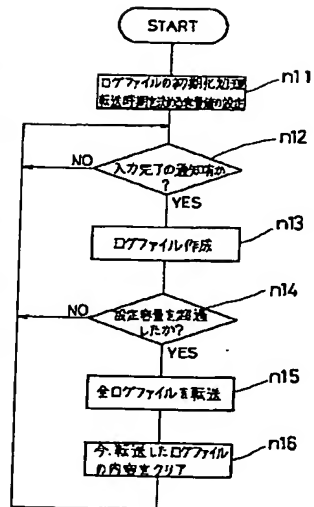 START
ログファイルの初期化処理
転送時期を決める容量値の設定
n11
n12
NO
入力完了の通知有か
?
YES
n13
ログファイル作成
n14
NO
設定容量を超過
したか?
YES
n15
全ログファイルを転送
n16
今、転送したログファイル
の内容をクリア